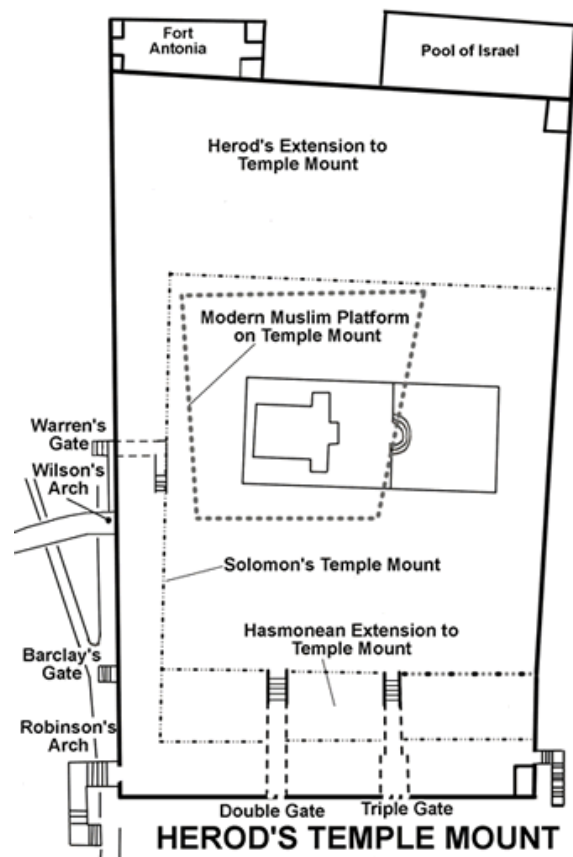 Fort
Antonia
Pool of Israel
Herod's Extension to
Temple Mount
Modern Muslim Platform
on Temple Mount
Warren's
Gate
Wilson's
Arch
Solomon's Temple Mount
Hasmonean Extension to
Temple Mount
Barclay's
Gate
Robinson's
Arch
Double Gate
Triple Gate
HEROD'S TEMPLE MOUNT